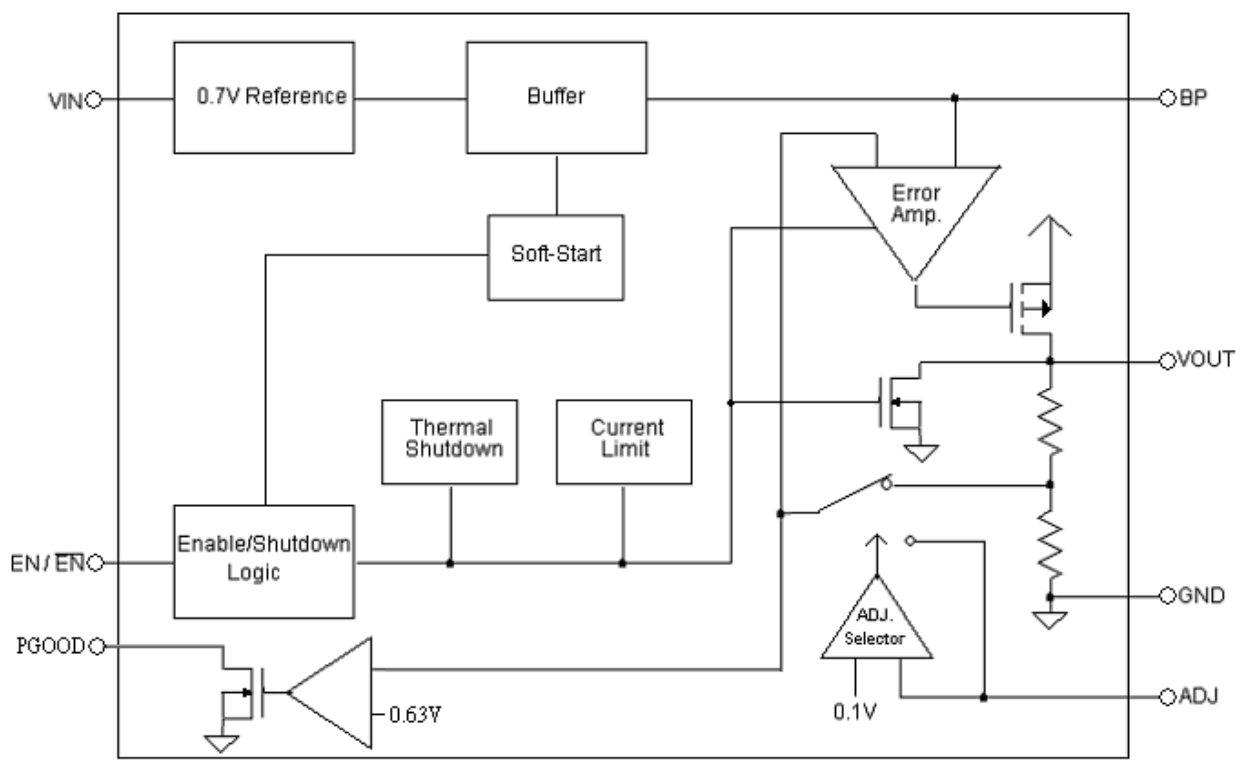 VIN
0.7V Reference
Buffer
BP
Error
Amp.
Soft-Start
VOUT
Thermal
Shutdown
Current
Limit
EN/EN̅
Enable/Shutdown
Logic
GND
ADJ.
Selector
PGOOD
0.63V
0.1V
ADJ